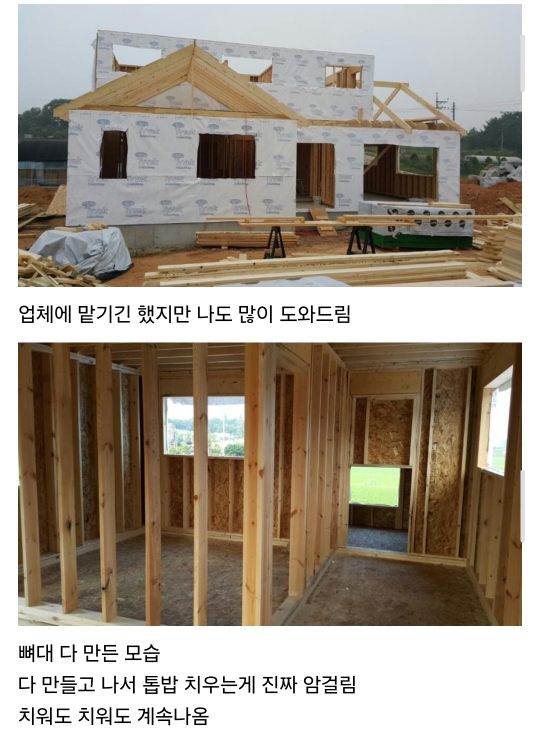 업체에 맡기긴 했지만 나도 많이 도와드림
뼈대 다 만든 모습
다 만들고 나서 톱밥 치우는게 진짜 암걸림
치워도 치워도 계속나옴